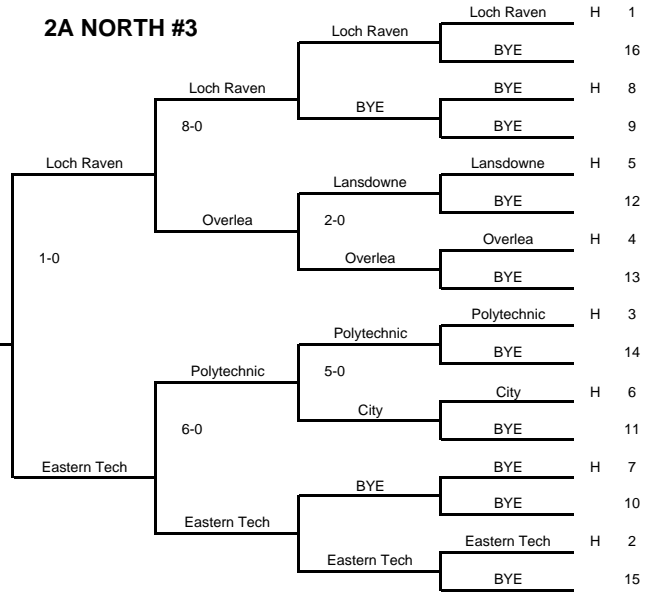 Loch Raven H 1
2A NORTH #3
Loch Raven
BYE 16
Loch Raven
BYE H 8
BYE
8-0
BYE 9
Loch Raven
Lansdowne H 5
Lansdowne
BYE 12
Overlea
2-0
Overlea H 4
1-0
Overlea
BYE 13
Polytechnic H 3
Polytechnic
BYE 14
Polytechnic
5-0
City H 6
City
6-0
BYE 11
Eastern Tech
BYE H 7
BYE
BYE 10
Eastern Tech
Eastern Tech H 2
Eastern Tech
BYE 15